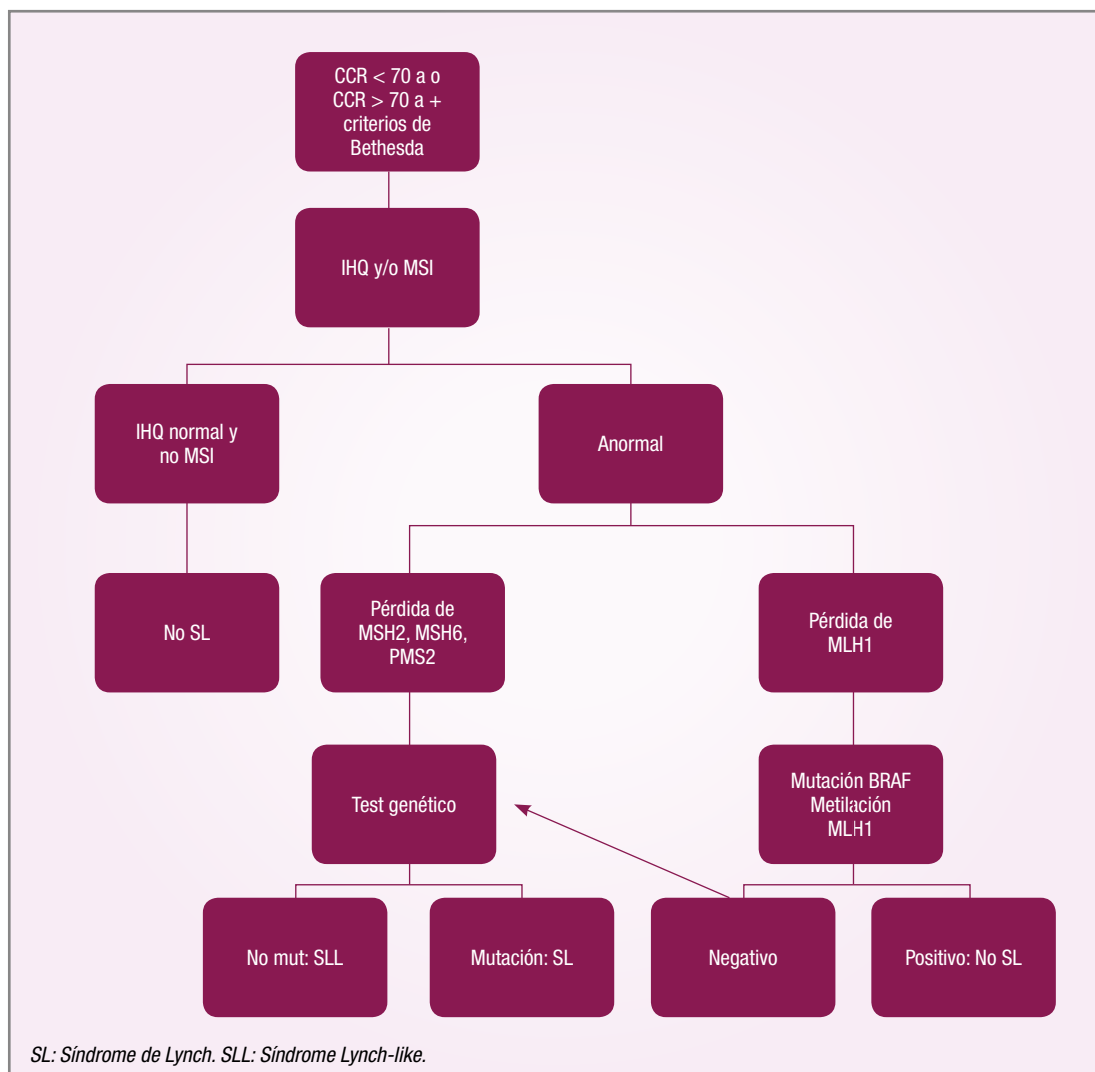 CCR < 70 a o
CCR > 70 a +
criterios de
Bethesda
IHQ y/o MSI
IHQ normal y
no MSI
Anormal
No SL
Pérdida de
MSH2, MSH6,
PMS2
Pérdida de
MLH1
Test genético
Mutación BRAF
Metilación
MLH1
No mut: SLL
Mutación: SL
Negativo
Positivo: No SL
SL: Síndrome de Lynch. SLL: Síndrome Lynch-like.